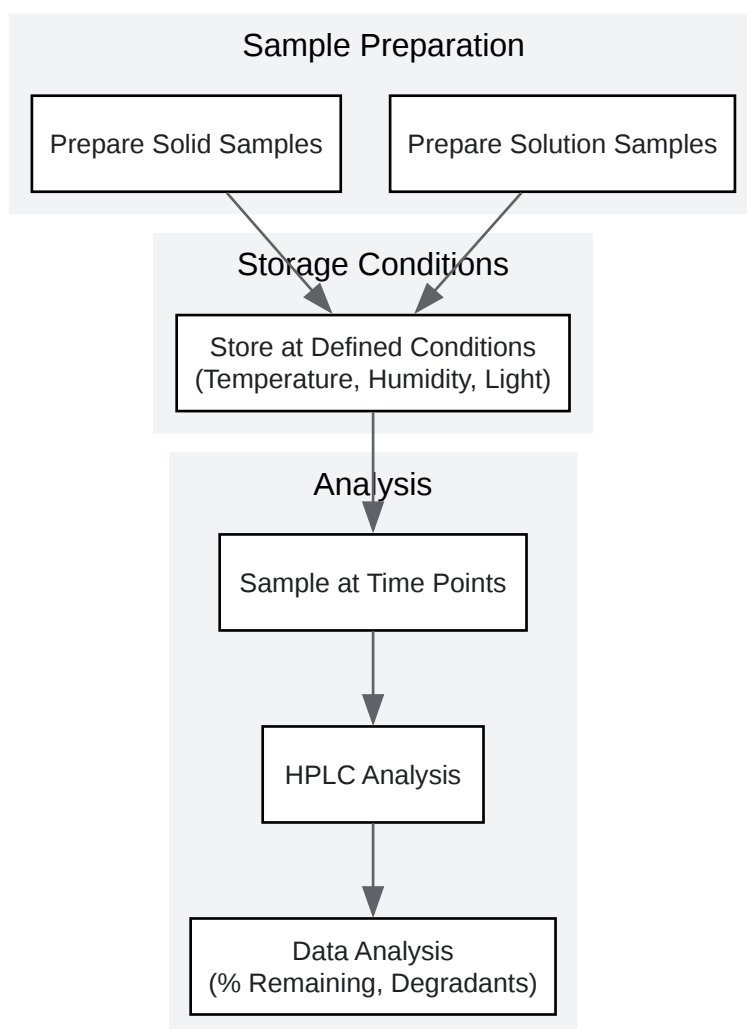 Sample Preparation
Prepare Solid Samples
Prepare Solution Samples
Storage Conditions
Store at Defined Conditions
(Temperature, Humidity, Light)
Analysis
Sample at Time Points
HPLC Analysis
Data Analysis
(% Remaining, Degradants)